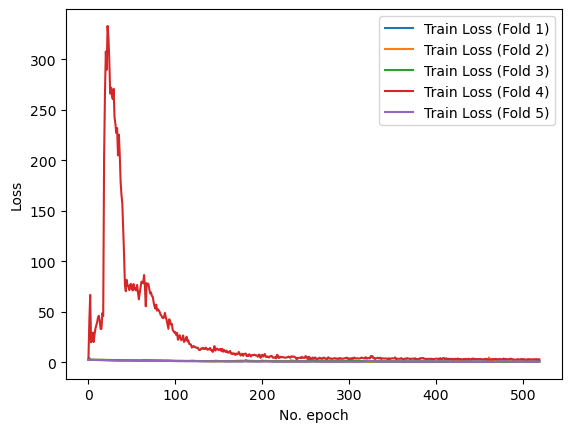 Train Loss (Fold 1)
Train Loss (Fold 2)
Train Loss (Fold 3)
Train Loss (Fold 4)
Train Loss (Fold 5)
300
250
200
150
100
50
0
Loss
0 100 200 300 400 500
No. epoch